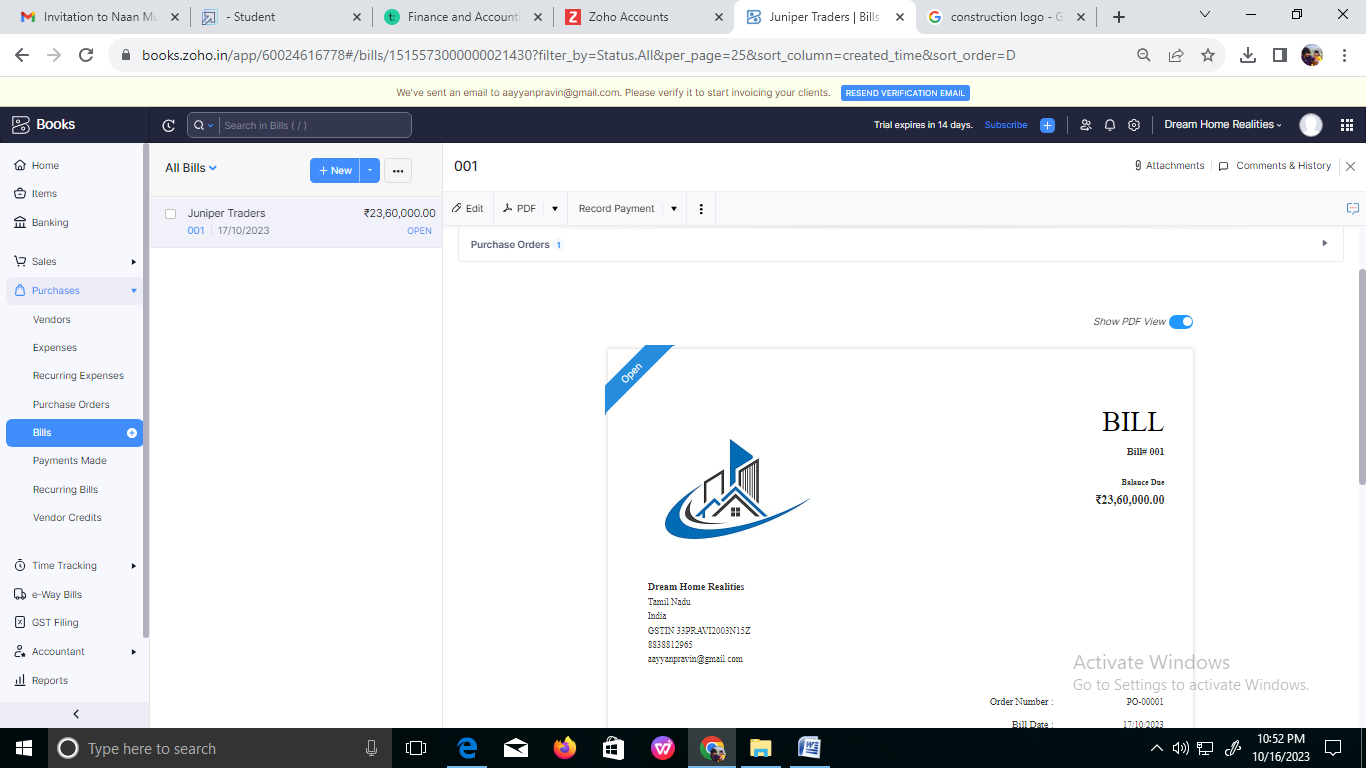 Invitation to Naan Mu
- Student
Finance and Account
Zoho Accounts
Juniper Traders | Bills
construction logo - G
books.zoho.in/app/60024616778#/bills/1515573000000021430?filter_by=Status.All&per_page=25&sort_column=created_time&sort_order=D
We've sent an email to aayyanpravin@gmail.com. Please verify it to start invoicing your clients. RESEND VERIFICATION EMAIL
Books
Search in Bills ( / )
Trial expires in 14 days. Subscribe
Dream Home Realities
Home
Items
Banking
Sales
Purchases
Vendors
Expenses
Recurring Expenses
Purchase Orders
Bills
Payments Made
Recurring Bills
Vendor Credits
Time Tracking
e-Way Bills
GST Filing
Accountant
Reports
All Bills
+ New
Juniper Traders ₹23,60,000.00
001 17/10/2023 OPEN
001
Attachments Comments & History
Edit PDF Record Payment
Purchase Orders 1
Show PDF View
Open
BILL
Bill# 001
Balance Due
₹23,60,000.00
Dream Home Realities
Tamil Nadu
India
GSTIN 33PRAVI2003N15Z
8838812965
aayyanpravin@gmail.com
Order Number : PO-00001
Bill Date : 17/10/2023
Activate Windows
Go to Settings to activate Windows.
Type here to search
10:52 PM
10/16/2023